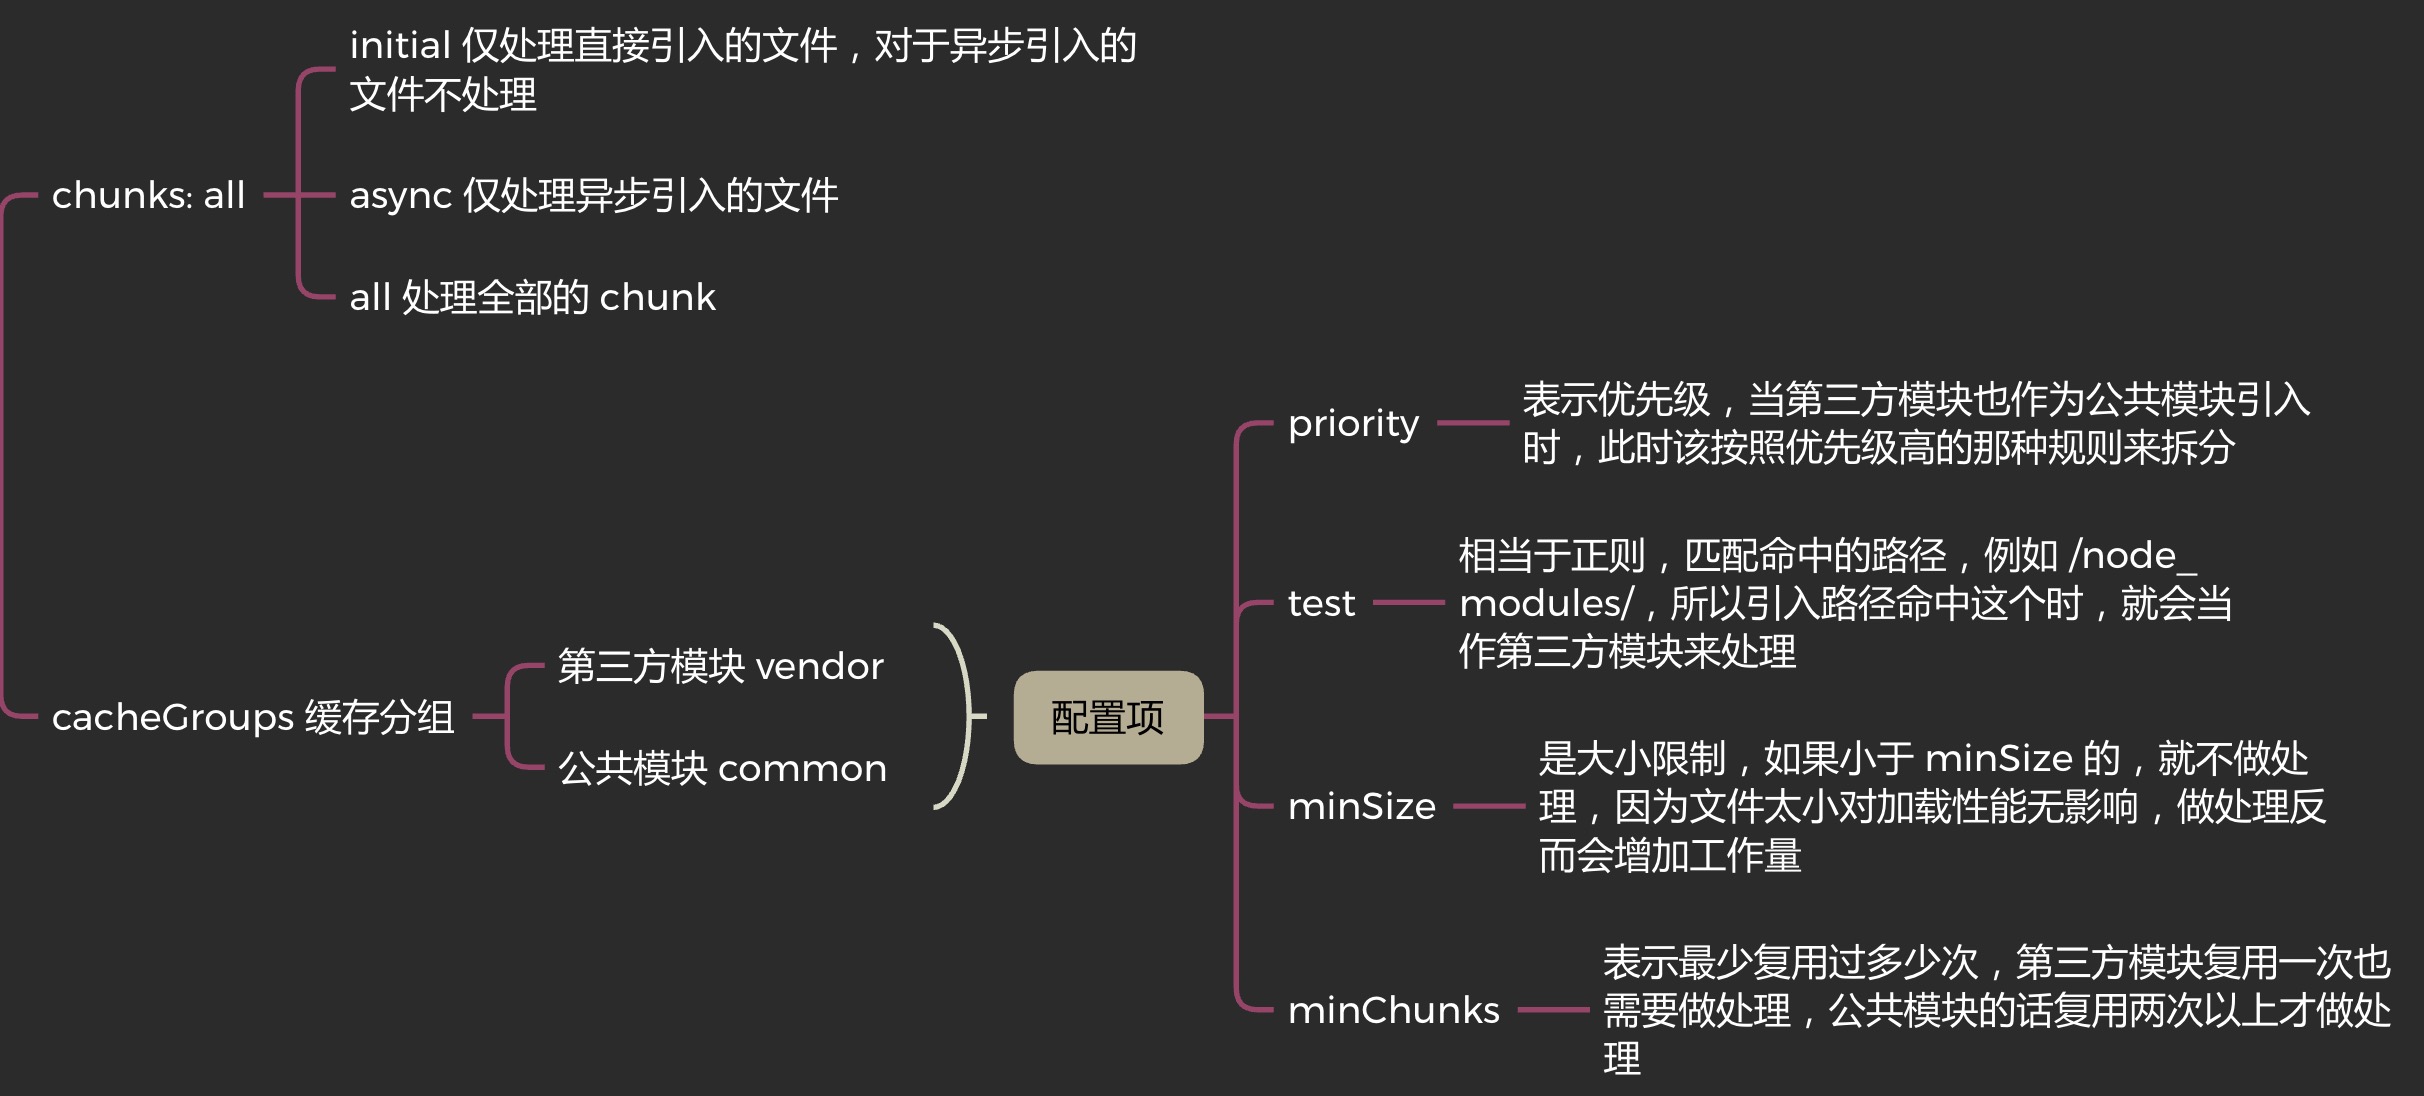 initial 仅处理直接引入的文件，对于异步引入的
文件不处理
chunks: all
async 仅处理异步引入的文件
all 处理全部的 chunk
cacheGroups 缓存分组
第三方模块 vendor
公共模块 common
配置项
priority
表示优先级，当第三方模块也作为公共模块引入
时，此时该按照优先级高的那种规则来拆分
test
相当于正则，匹配命中的路径，例如 /node_
modules/，所以引入路径命中这个时，就会当
作第三方模块来处理
minSize
是大小限制，如果小于 minSize 的，就不做处
理，因为文件太小对加载性能无影响，做处理反
而会增加工作量
minChunks
表示最少复用过多少次，第三方模块复用一次也
需要做处理，公共模块的话复用两次以上才做处
理